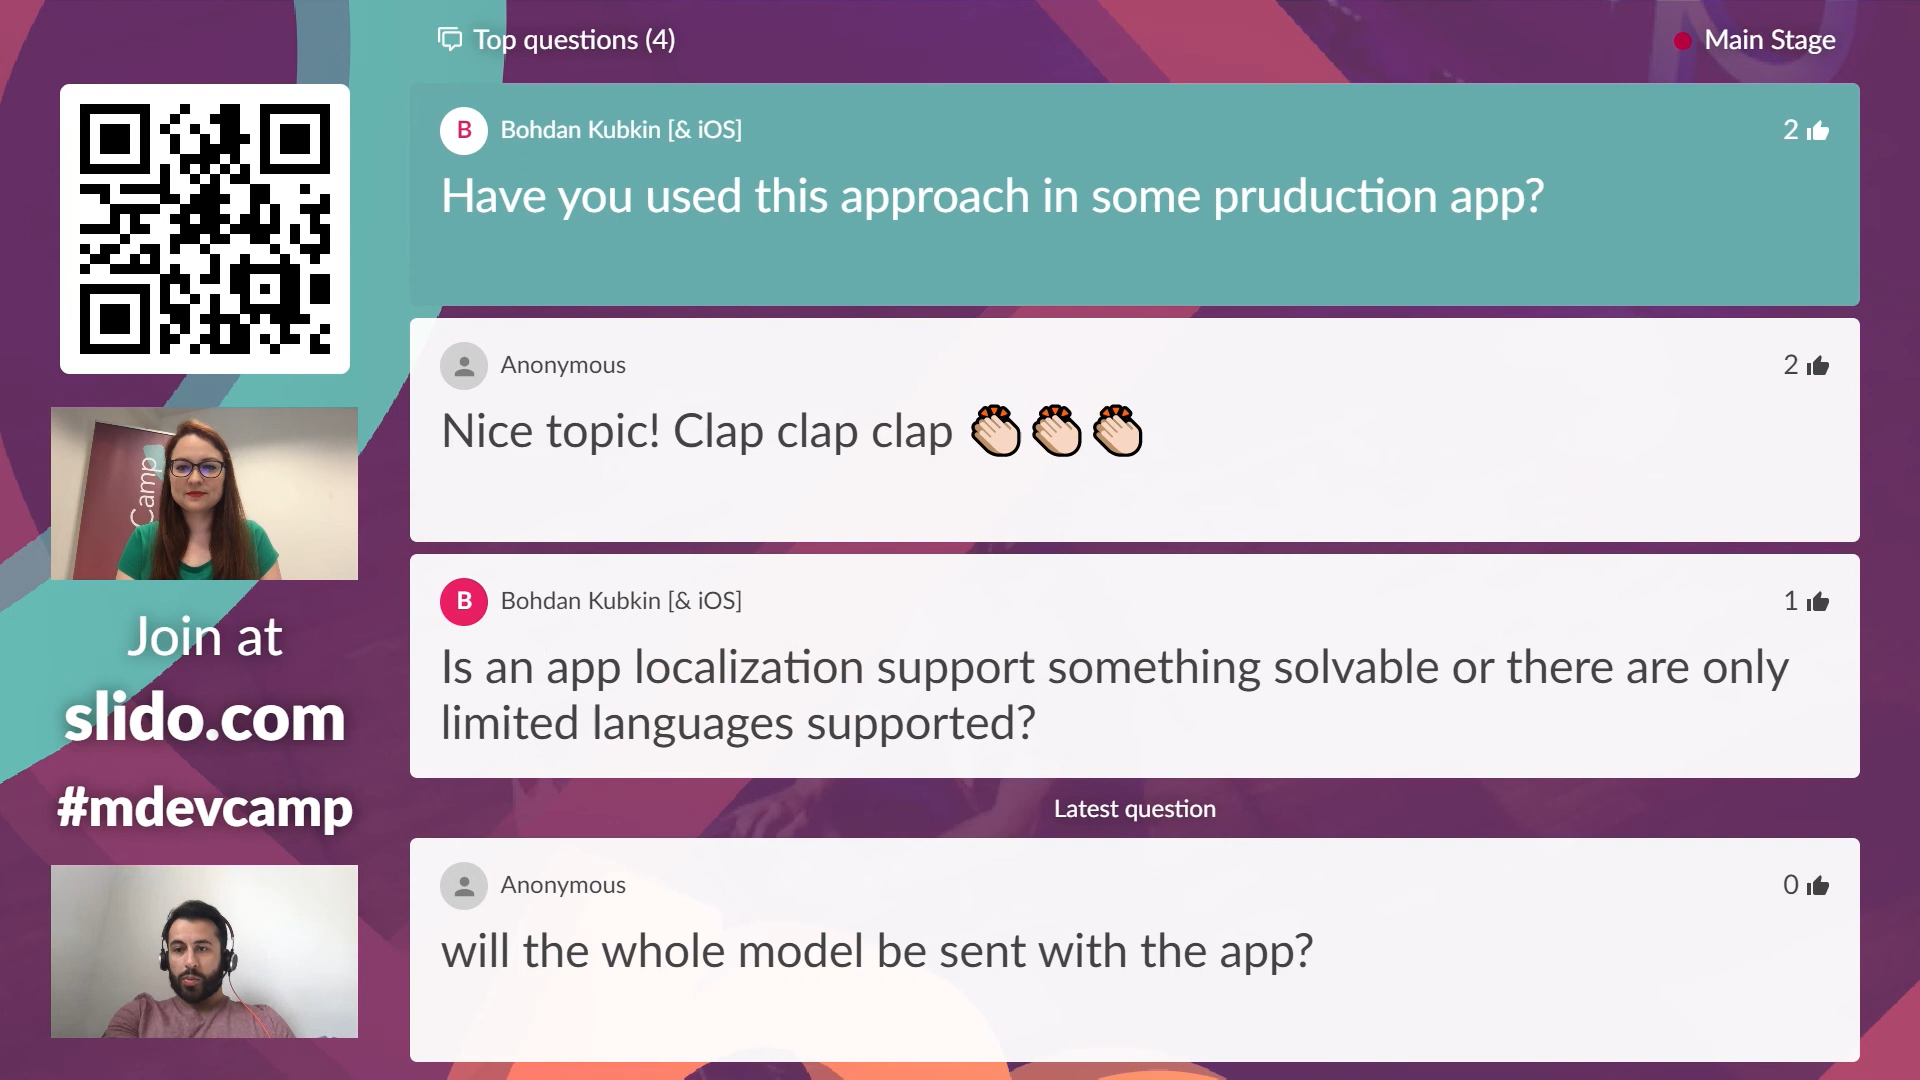 Top questions (4)
Main Stage
B
Bohdan Kubkin [& iOS]
2
Have you used this approach in some pruduction app?
Anonymous
2
Nice topic! Clap clap clap 👏🏻👏🏻👏🏻
B
Bohdan Kubkin [& iOS]
1
Is an app localization support something solvable or there are only
limited languages supported?
Latest question
Anonymous
0
will the whole model be sent with the app?
Camp
Join at
slido.com
#mdevcamp